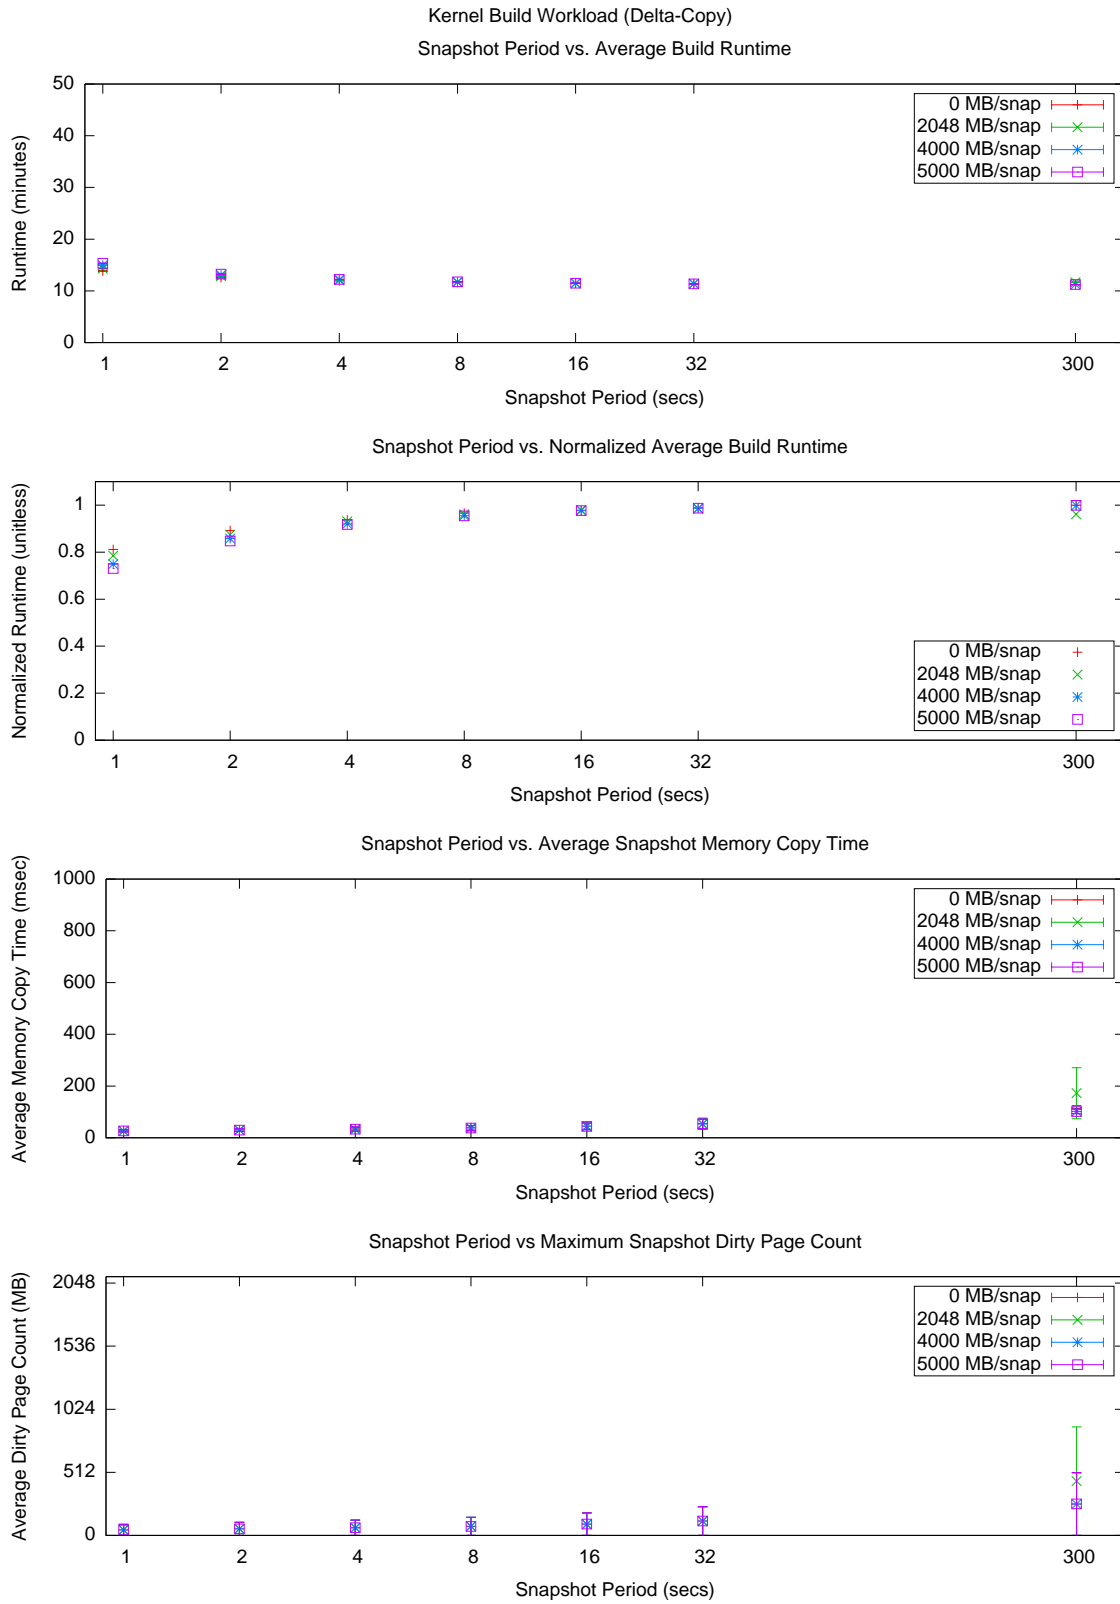 Kernel Build Workload (Delta-Copy)
Snapshot Period vs. Average Build Runtime
Runtime (minutes)
50
40
30
20
10
0
0 MB/snap
2048 MB/snap
4000 MB/snap
5000 MB/snap
1 2 4 8 16 32 300
Snapshot Period (secs)
Snapshot Period vs. Normalized Average Build Runtime
Normalized Runtime (unitless)
1
0.8
0.6
0.4
0.2
0
0 MB/snap
2048 MB/snap
4000 MB/snap
5000 MB/snap
1 2 4 8 16 32 300
Snapshot Period (secs)
Snapshot Period vs. Average Snapshot Memory Copy Time
Average Memory Copy Time (msec)
1000
800
600
400
200
0
0 MB/snap
2048 MB/snap
4000 MB/snap
5000 MB/snap
1 2 4 8 16 32 300
Snapshot Period (secs)
Snapshot Period vs Maximum Snapshot Dirty Page Count
Average Dirty Page Count (MB)
2048
1536
1024
512
0
0 MB/snap
2048 MB/snap
4000 MB/snap
5000 MB/snap
1 2 4 8 16 32 300
Snapshot Period (secs)